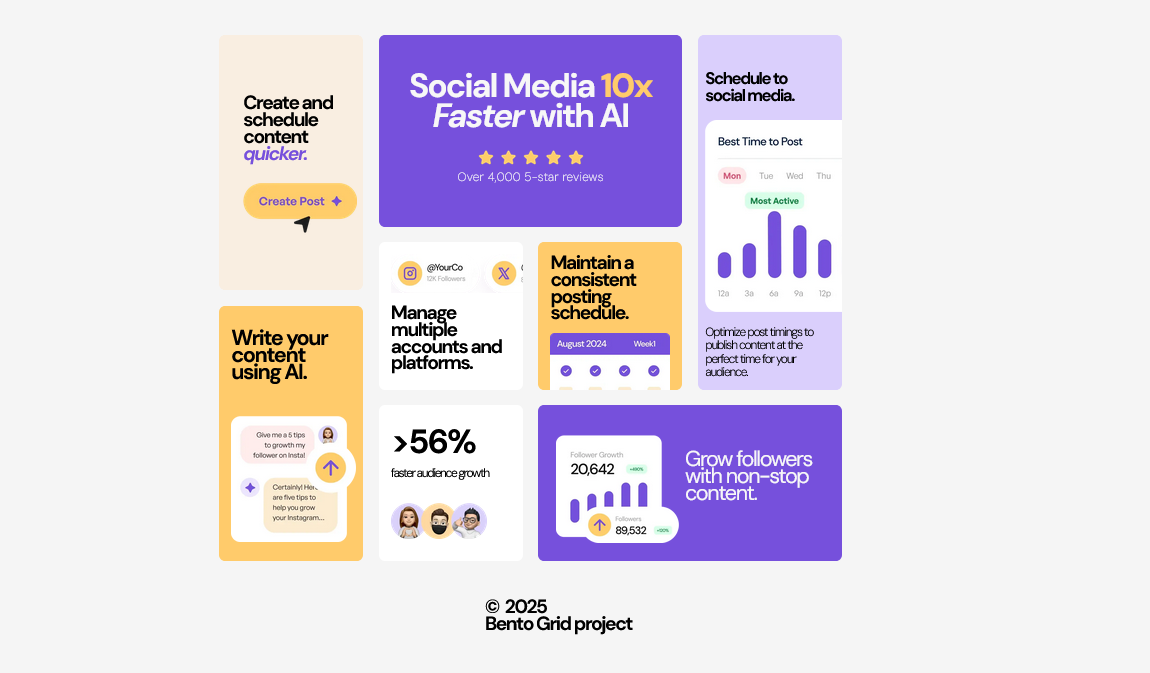 Create and
schedule
content
quicker.
Create Post
Social Media 10x
Faster with AI
Over 4,000 5-star reviews
Schedule to
social media.
Best Time to Post
Mon Tue Wed Thu
Most Active
12a 3a 6a 9a 12p
Optimize post timings to
publish content at the
perfect time for your
audience.
@YourCo
12K Followers
Manage
multiple
accounts and
platforms.
Maintain a
consistent
posting
schedule.
August 2024 Week1
Write your
content
using AI.
Give me a 5 tips
to growth my
follower on Insta!
Certainly! Here
are five tips to
help you grow
your Instagram...
>56%
faster audience growth
Follower Growth
20,642
Followers
89,532
Grow followers
with non-stop
content.
© 2025
Bento Grid project